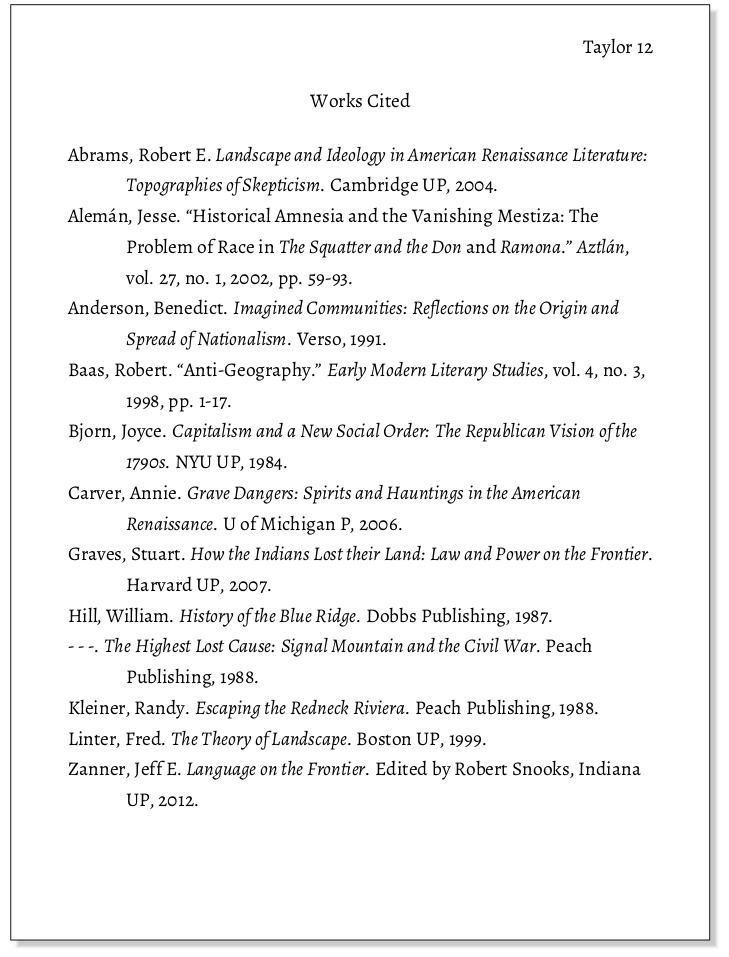 Taylor 12
Works Cited
Abrams, Robert E. Landscape and Ideology in American Renaissance Literature:
Topographies of Skepticism. Cambridge UP, 2004.
Alemán, Jesse. “Historical Amnesia and the Vanishing Mestiza: The
Problem of Race in The Squatter and the Don and Ramona.” Aztlán,
vol. 27, no. 1, 2002, pp. 59-93.
Anderson, Benedict. Imagined Communities: Reflections on the Origin and
Spread of Nationalism. Verso, 1991.
Baas, Robert. “Anti-Geography.” Early Modern Literary Studies, vol. 4, no. 3,
1998, pp. 1-17.
Bjorn, Joyce. Capitalism and a New Social Order: The Republican Vision of the
1790s. NYU UP, 1984.
Carver, Annie. Grave Dangers: Spirits and Hauntings in the American
Renaissance. U of Michigan P, 2006.
Graves, Stuart. How the Indians Lost their Land: Law and Power on the Frontier.
Harvard UP, 2007.
Hill, William. History of the Blue Ridge. Dobbs Publishing, 1987.
- - -. The Highest Lost Cause: Signal Mountain and the Civil War. Peach
Publishing, 1988.
Kleiner, Randy. Escaping the Redneck Riviera. Peach Publishing, 1988.
Linter, Fred. The Theory of Landscape. Boston UP, 1999.
Zanner, Jeff E. Language on the Frontier. Edited by Robert Snooks, Indiana
UP, 2012.